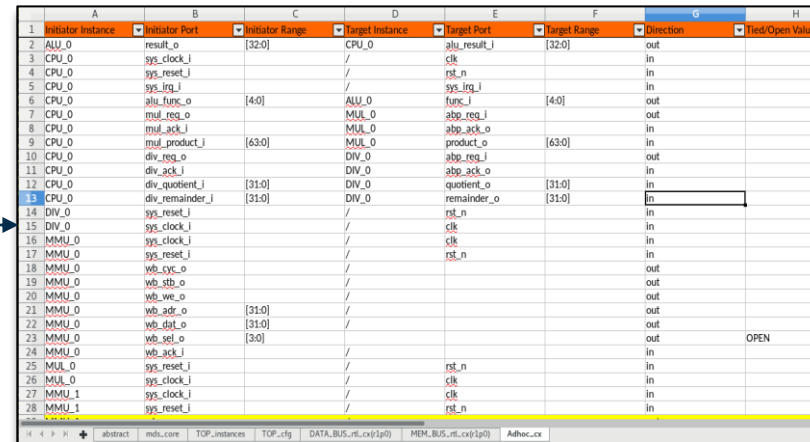 A B C D E F G H
1 Initiator Instance Initiator Port Initiator Range Target Instance Target Port Target Range Direction Tied/Open Valu
2 ALU_0 result_o [32:0] CPU_0 alu_result_i [32:0] out
3 CPU_0 sys_clock_i / clk in
4 CPU_0 sys_reset_i / rst_n in
5 CPU_0 sys_irq_i / sys_irq_i in
6 CPU_0 alu_func_o [4:0] ALU_0 func_i [4:0] out
7 CPU_0 mul_req_o MUL_0 abp_req_i out
8 CPU_0 mul_ack_i MUL_0 abp_ack_o in
9 CPU_0 mul_product_i [63:0] MUL_0 product_o [63:0] in
10 CPU_0 div_req_o DIV_0 abp_req_i out
11 CPU_0 div_ack_i DIV_0 abp_ack_o in
12 CPU_0 div_quotient_i [31:0] DIV_0 quotient_o [31:0] in
13 CPU_0 div_remainder_i [31:0] DIV_0 remainder_o [31:0] in
14 DIV_0 sys_reset_i / rst_n in
15 DIV_0 sys_clock_i / clk in
16 MMU_0 sys_clock_i / clk in
17 MMU_0 sys_reset_i / rst_n in
18 MMU_0 wb_cyc_o / out
19 MMU_0 wb_stb_o / out
20 MMU_0 wb_we_o / out
21 MMU_0 wb_adr_o [31:0] / out
22 MMU_0 wb_dat_o [31:0] / out
23 MMU_0 wb_sel_o [3:0] out OPEN
24 MMU_0 wb_ack_i / in
25 MUL_0 sys_reset_i / rst_n in
26 MUL_0 sys_clock_i / clk in
27 MMU_1 sys_clock_i / clk in
28 MMU_1 sys_reset_i / rst_n in
abstract mds_core TOP_instances TOP_cfg DATA_BUS_rtl_cx(r1p0) MEM_BUS_rtl_cx(r1p0) Adhoc_cx